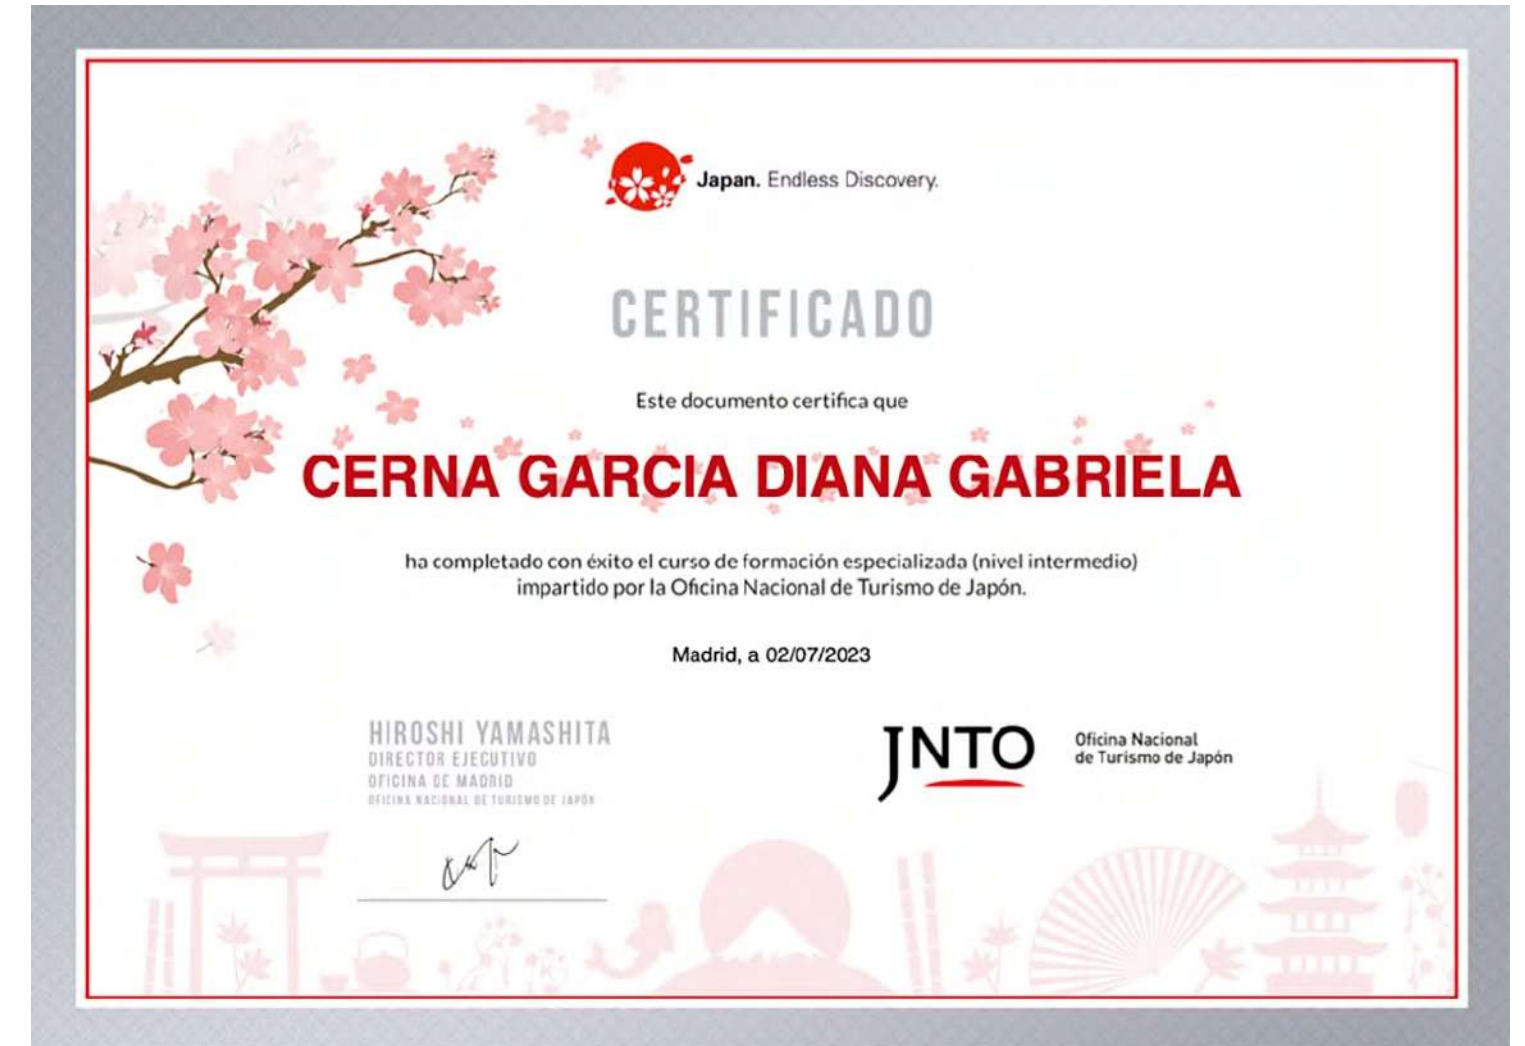 Japan. Endless Discovery.
CERTIFICADO
Este documento certifica que
CERNA GARCIA DIANA GABRIELA
ha completado con éxito el curso de formación especializada (nivel intermedio)
impartido por la Oficina Nacional de Turismo de Japón.
Madrid, a 02/07/2023
HIROSHI YAMASHITA
DIRECTOR EJECUTIVO
OFICINA DE MADRID
OFICINA NACIONAL DE TURISMO DE JAPÓN
JNTO
Oficina Nacional
de Turismo de Japón